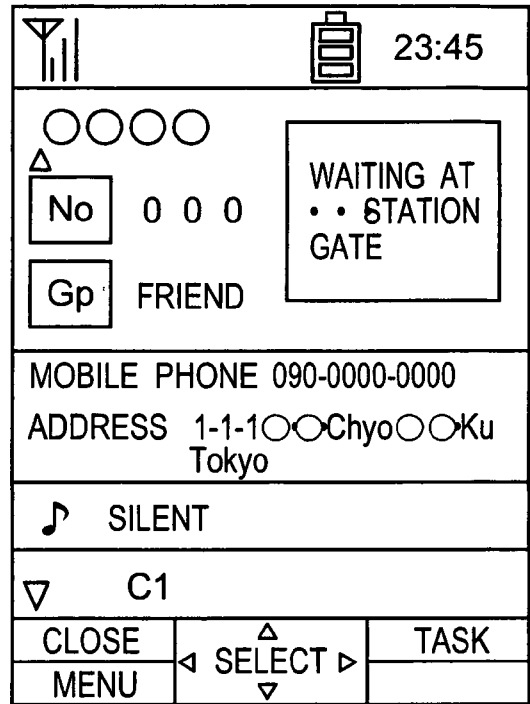 23:45
○○○○
No 0 0 0
WAITING AT
・・STATION
GATE
Gp FRIEND
MOBILE PHONE 090-0000-0000
ADDRESS 1-1-1○○Chyo○○Ku
Tokyo
♪ SILENT
▽ C1
CLOSE
MENU
◁ SELECT ▷
TASK